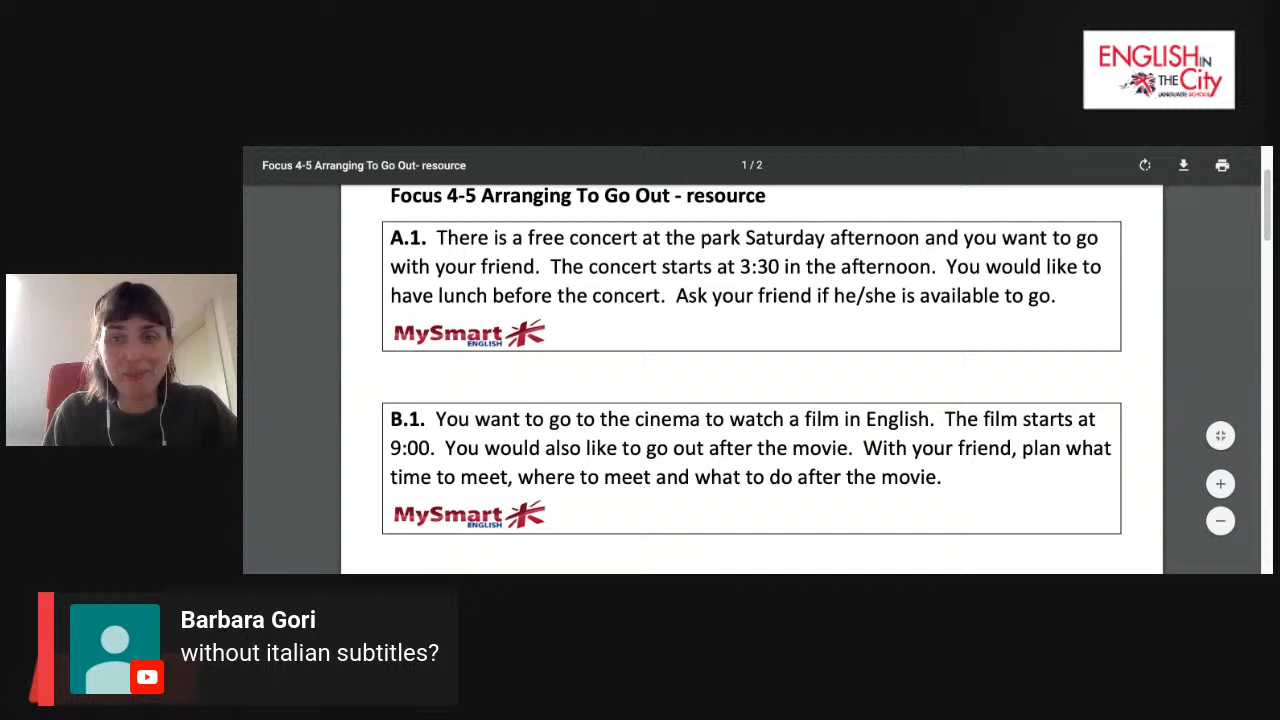 ENGLISH IN
THE City
LANGUAGE SCHOOL
Focus 4-5 Arranging To Go Out- resource
1 / 2
Focus 4-5 Arranging To Go Out - resource
A.1. There is a free concert at the park Saturday afternoon and you want to go
with your friend. The concert starts at 3:30 in the afternoon. You would like to
have lunch before the concert. Ask your friend if he/she is available to go.
MySmart
ENGLISH
B.1. You want to go to the cinema to watch a film in English. The film starts at
9:00. You would also like to go out after the movie. With your friend, plan what
time to meet, where to meet and what to do after the movie.
MySmart
ENGLISH
Barbara Gori
without italian subtitles?